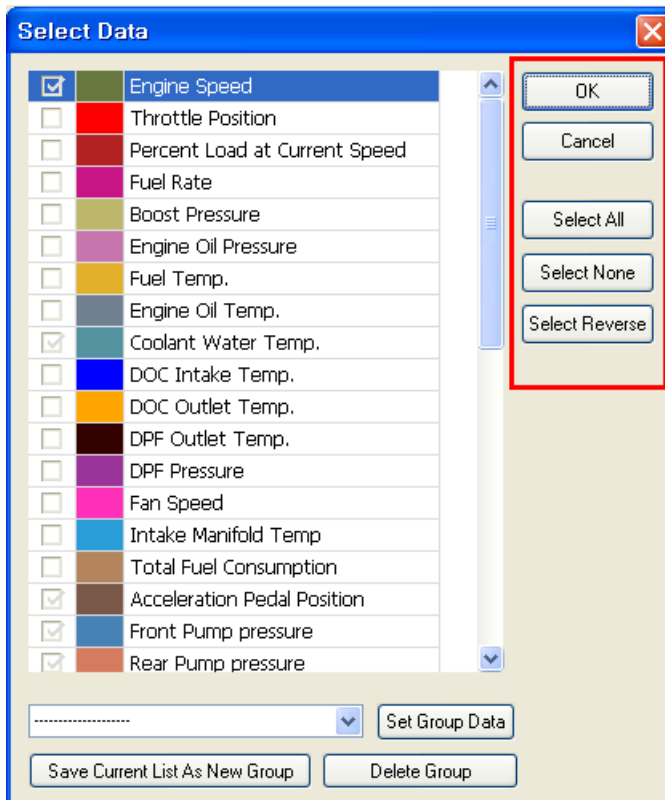 Select Data
Engine Speed
Throttle Position
Percent Load at Current Speed
Fuel Rate
Boost Pressure
Engine Oil Pressure
Fuel Temp.
Engine Oil Temp.
Coolant Water Temp.
DOC Intake Temp.
DOC Outlet Temp.
DPF Outlet Temp.
DPF Pressure
Fan Speed
Intake Manifold Temp
Total Fuel Consumption
Acceleration Pedal Position
Front Pump pressure
Rear Pump pressure
OK
Cancel
Select All
Select None
Select Reverse
--------------------
Set Group Data
Save Current List As New Group
Delete Group